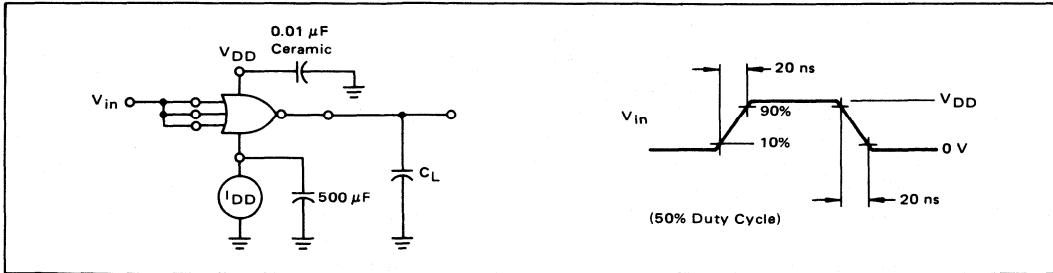 0.01 µF
Ceramic
VDD
Vin
IDD
500 µF
CL
20 ns
Vin
90%
10%
VDD
0 V
20 ns
(50% Duty Cycle)